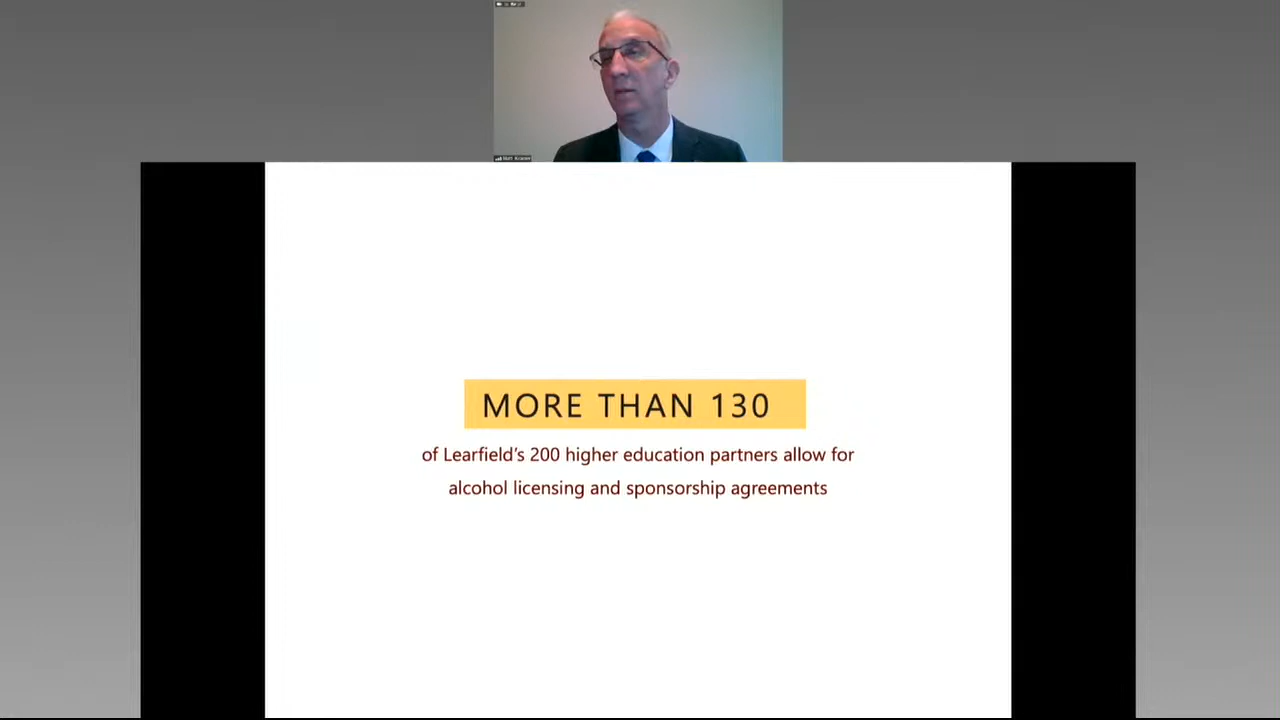 MORE THAN 130
of Learfield's 200 higher education partners allow for
alcohol licensing and sponsorship agreements